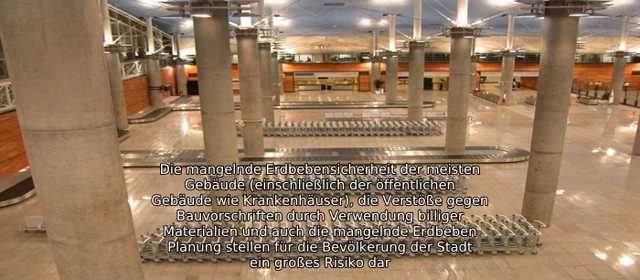 Die mangelnde Erdbebensicherheit der meisten
Gebäude (einschließlich der öffentlichen
Gebäude wie Krankenhäuser), die Verstöße gegen
Bauvorschriften durch Verwendung billiger
Materialien und auch die mangelnde Erdbeben
Planung stellen für die Bevölkerung der Stadt
ein großes Risiko dar